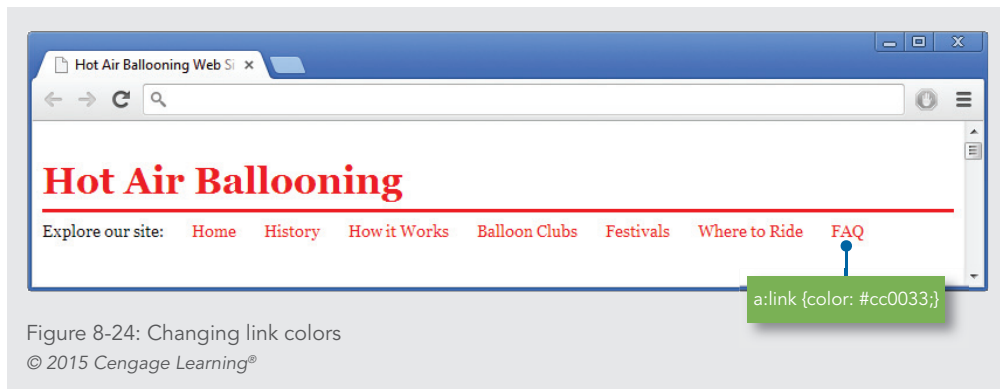 Hot Air Ballooning Web Si
Hot Air Ballooning
Explore our site: Home History How it Works Balloon Clubs Festivals Where to Ride FAQ
a:link {color: #cc0033;}
Figure 8-24: Changing link colors
© 2015 Cengage Learning®